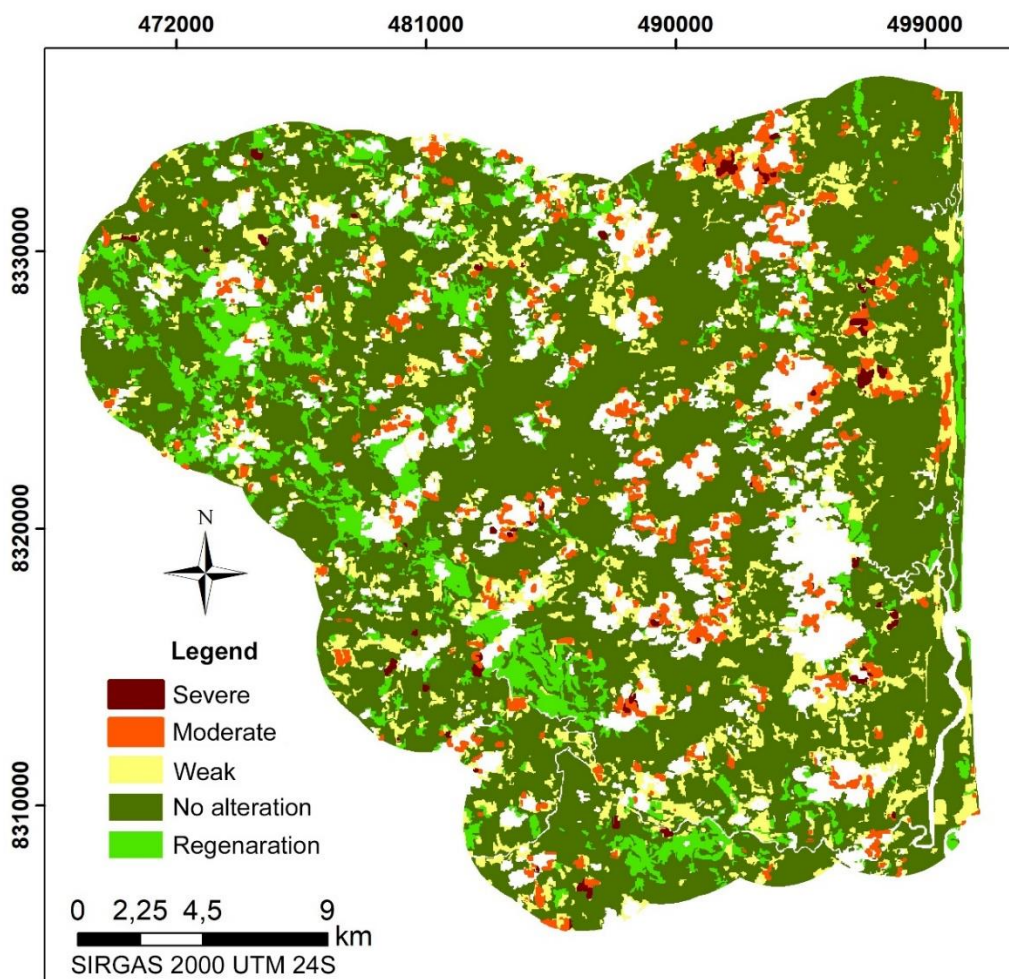 472000 481000 490000 499000
8330000
8320000
8310000
N
Legend
Severe
Moderate
Weak
No alteration
Regenaration
0 2,25 4,5 9
km
SIRGAS 2000 UTM 24S